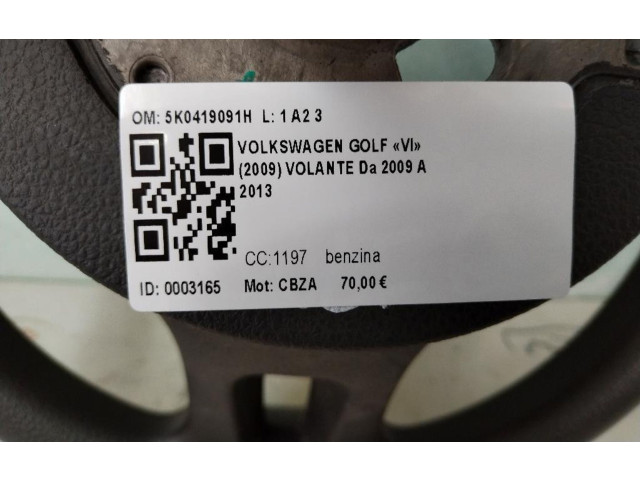 OM: 5K0419091H L: 1 A2 3
VOLKSWAGEN GOLF «VI»
(2009) VOLANTE Da 2009 A
2013
CC:1197 benzina
ID: 0003165 Mot: CBZA 70,00 €